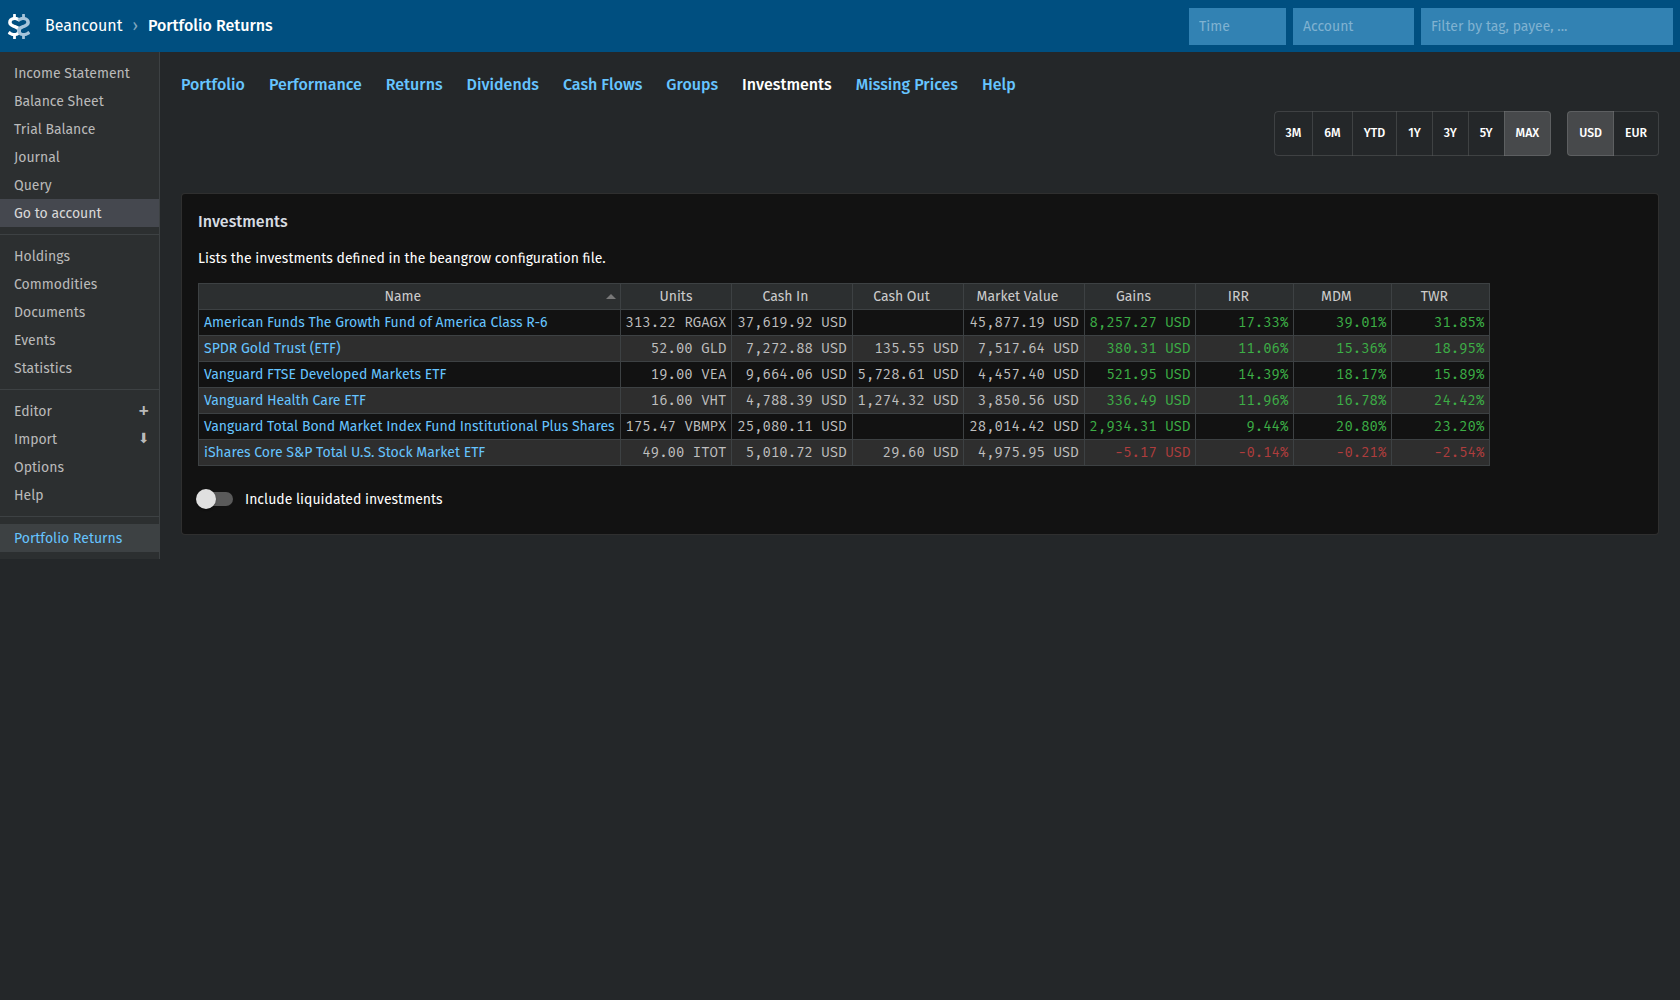 Beancount › Portfolio Returns
Time
Account
Filter by tag, payee, ...
Income Statement
Balance Sheet
Trial Balance
Journal
Query
Go to account
Holdings
Commodities
Documents
Events
Statistics
Editor +
Import ⬇
Options
Help
Portfolio Returns
Portfolio Performance Returns Dividends Cash Flows Groups Investments Missing Prices Help
3M 6M YTD 1Y 3Y 5Y MAX USD EUR
Investments
Lists the investments defined in the beangrow configuration file.
Name Units Cash In Cash Out Market Value Gains IRR MDM TWR
American Funds The Growth Fund of America Class R-6 313.22 RGAGX 37,619.92 USD 45,877.19 USD 8,257.27 USD 17.33% 39.01% 31.85%
SPDR Gold Trust (ETF) 52.00 GLD 7,272.88 USD 135.55 USD 7,517.64 USD 380.31 USD 11.06% 15.36% 18.95%
Vanguard FTSE Developed Markets ETF 19.00 VEA 9,664.06 USD 5,728.61 USD 4,457.40 USD 521.95 USD 14.39% 18.17% 15.89%
Vanguard Health Care ETF 16.00 VHT 4,788.39 USD 1,274.32 USD 3,850.56 USD 336.49 USD 11.96% 16.78% 24.42%
Vanguard Total Bond Market Index Fund Institutional Plus Shares 175.47 VBMPX 25,080.11 USD 28,014.42 USD 2,934.31 USD 9.44% 20.80% 23.20%
iShares Core S&P Total U.S. Stock Market ETF 49.00 ITOT 5,010.72 USD 29.60 USD 4,975.95 USD -5.17 USD -0.14% -0.21% -2.54%
Include liquidated investments